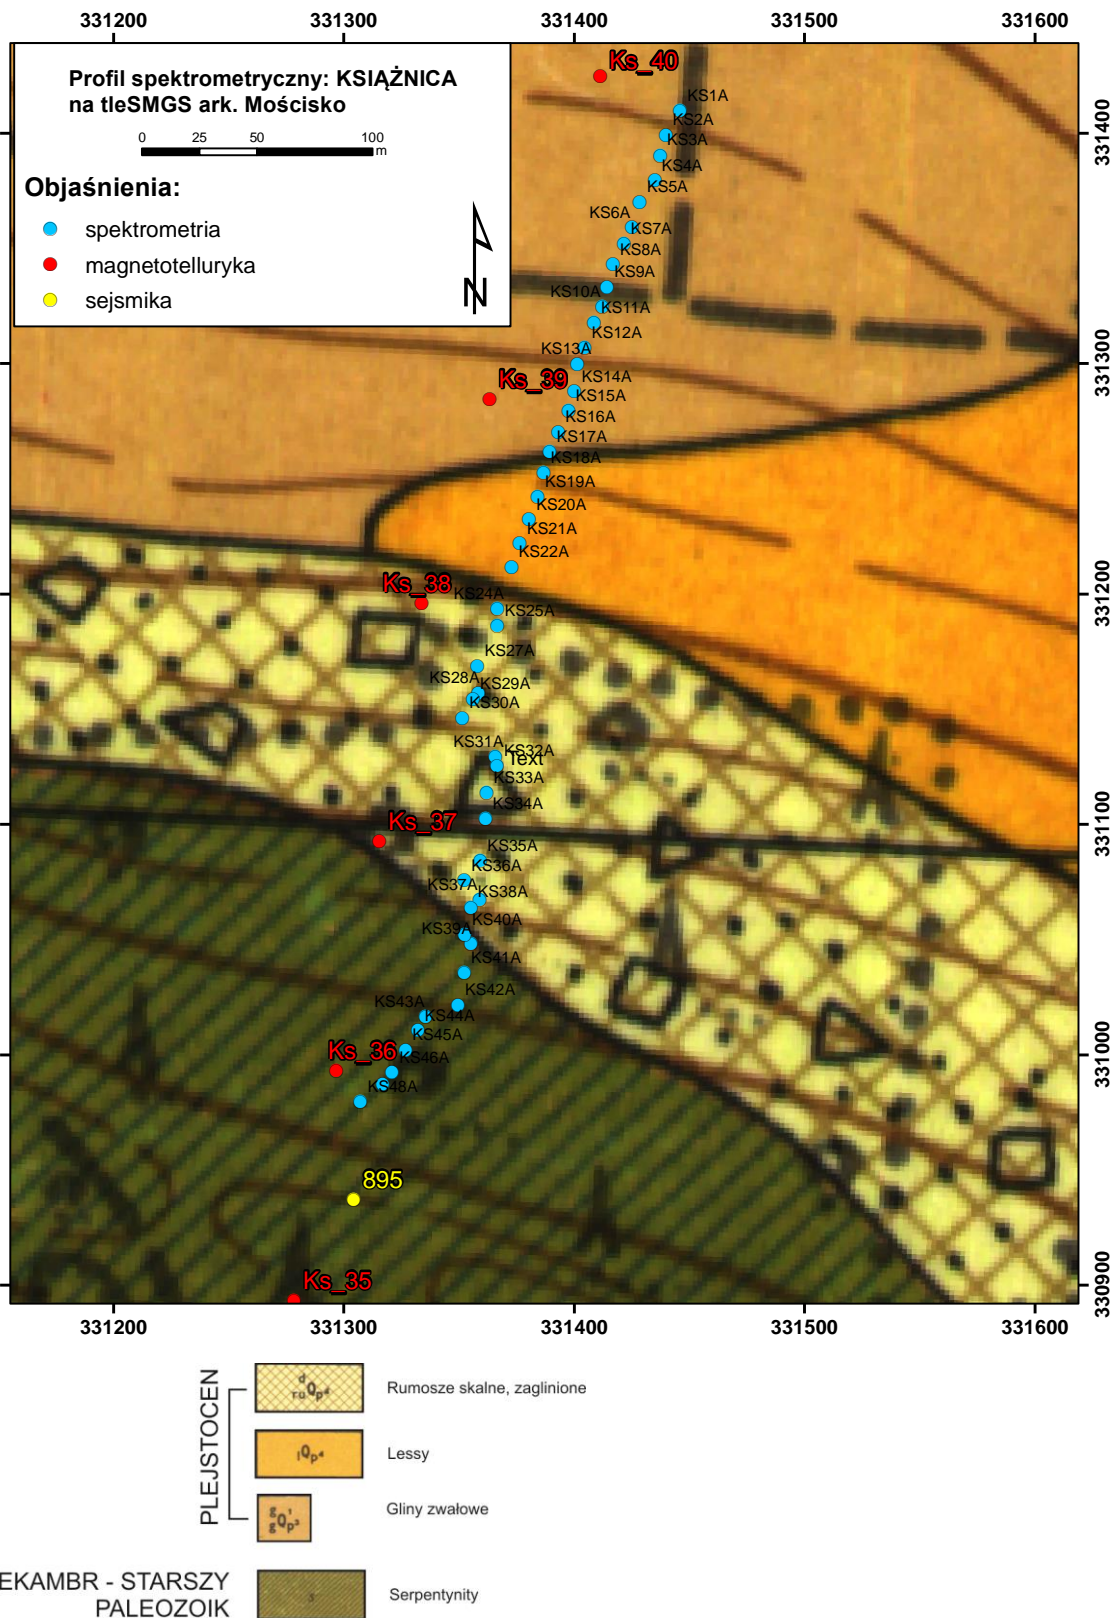 331200 331300 331400 331500 331600
Profil spektrometryczny: KSIĄŻNICA
na tleSMGS ark. Mościsko
0 25 50 100
m
Objaśnienia:
spektrometria
magnetotelluryka
sejsmika
N
Ks_40
KS1A
KS2A
KS3A
KS4A
KS5A
KS6A
KS7A
KS8A
KS9A
KS10A
KS11A
KS12A
KS13A
Ks_39
KS14A
KS15A
KS16A
KS17A
KS18A
KS19A
KS20A
KS21A
KS22A
Ks_38
KS24A
KS25A
KS27A
KS28A
KS29A
KS30A
KS31A
KS32A
Text
KS33A
KS34A
Ks_37
KS35A
KS36A
KS37A
KS38A
KS40A
KS39A
KS41A
KS42A
KS43A
KS44A
KS45A
Ks_36
KS46A
KS48A
895
Ks_35
331400
331300
331200
331100
331000
330900
331200 331300 331400 331500 331600
PLEJSTOCEN
d
ru Qp4
Rumosze skalne, zaglinione
lQp4
Lessy
g 1
gQp3
Gliny zwałowe
EKAMBR - STARSZY
PALEOZOIK
Serpentynity